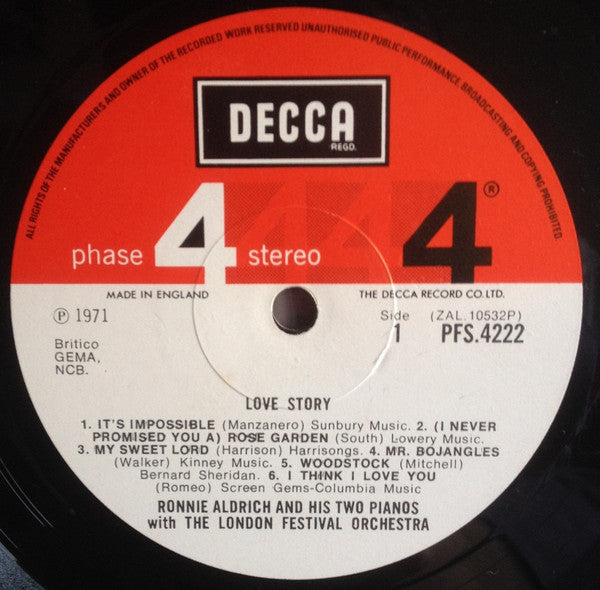 ALL RIGHTS OF THE MANUFACTURERS AND OWNER OF THE RECORDED WORK RESERVED UNAUTHORISED PUBLIC PERFORMANCE BROADCASTING AND COPYING PROHIBITED
DECCA
REGD.
phase 4 stereo 4 4 4®
MADE IN ENGLAND THE DECCA RECORD CO. LTD.
℗ 1971 Side (ZAL.10532P)
1 PFS.4222
Britico
GEMA,
NCB.
LOVE STORY
1. IT'S IMPOSSIBLE (Manzanero) Sunbury Music. 2. (I NEVER
PROMISED YOU A) ROSE GARDEN (South) Lowery Music.
3. MY SWEET LORD (Harrison) Harrisongs. 4. MR. BOJANGLES
(Walker) Kinney Music. 5. WOODSTOCK (Mitchell)
Bernard Sheridan. 6. I THINK I LOVE YOU
(Romeo) Screen Gems-Columbia Music
RONNIE ALDRICH AND HIS TWO PIANOS
with THE LONDON FESTIVAL ORCHESTRA